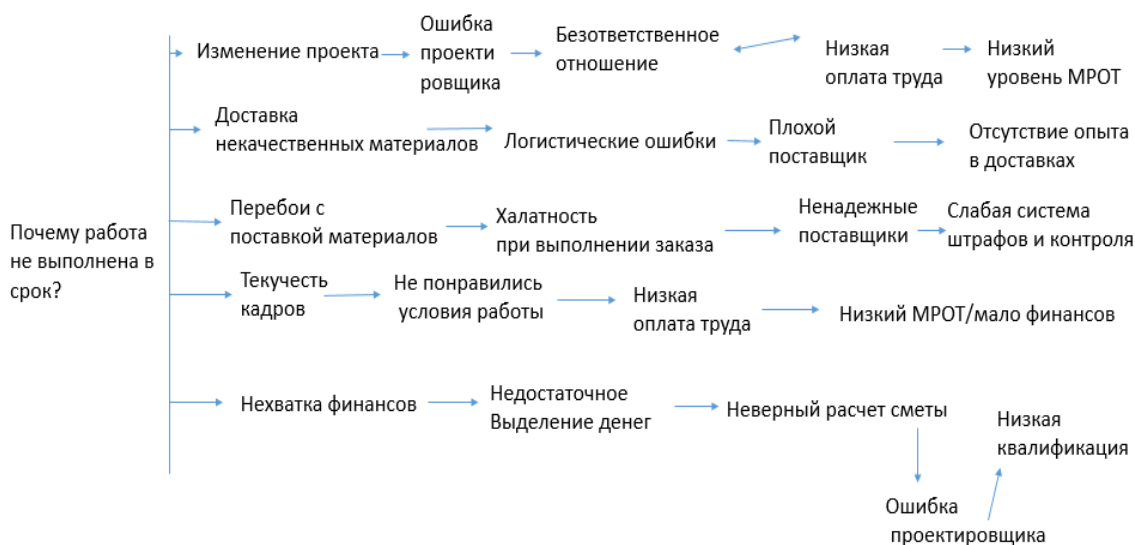 Почему работа
не выполнена в
срок?
Изменение проекта
Ошибка
проекти
ровщика
Безответственное
отношение
Низкая
оплата труда
Низкий
уровень МРОТ
Доставка
некачественных материалов
Логистические ошибки
Плохой
поставщик
Отсутствие опыта
в доставках
Перебои с
поставкой материалов
Халатность
при выполнении заказа
Ненадежные
поставщики
Слабая система
штрафов и контроля
Текучесть
кадров
Не понравились
условия работы
Низкая
оплата труда
Низкий МРОТ/мало финансов
Нехватка финансов
Недостаточное
Выделение денег
Неверный расчет сметы
Ошибка
проектировщика
Низкая
квалификация